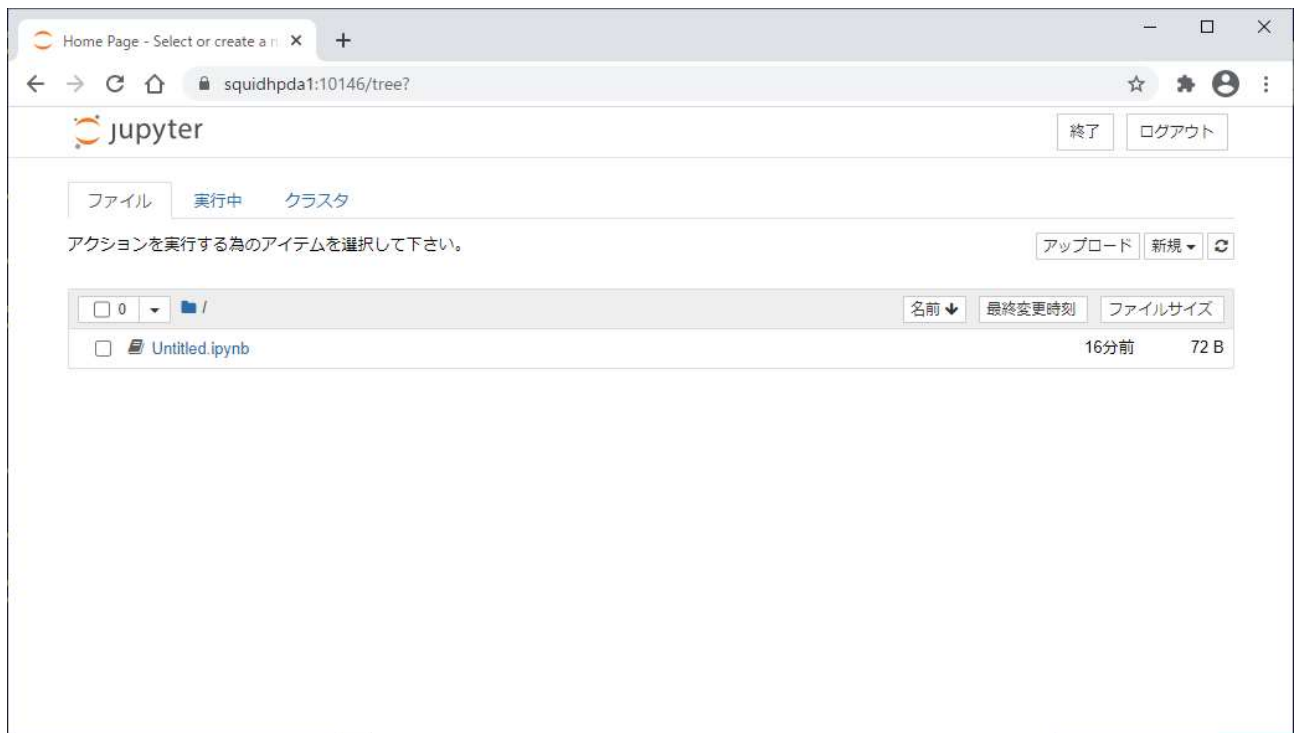 Home Page - Select or create a n
squidhpda1:10146/tree?
jupyter
終了 ログアウト
ファイル 実行中 クラスタ
アクションを実行する為のアイテムを選択して下さい。
アップロード 新規
0 / 名前 最終変更時刻 ファイルサイズ
Untitled.ipynb 16分前 72 B